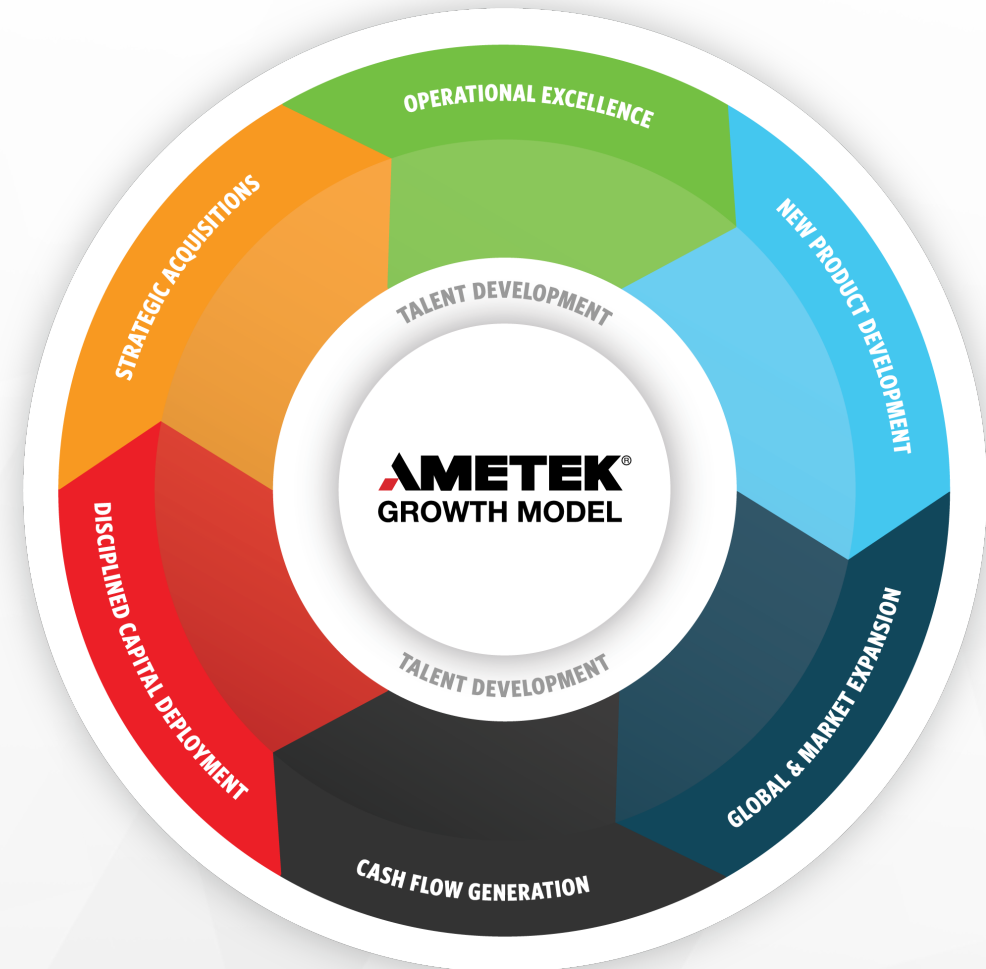 OPERATIONAL EXCELLENCE
NEW PRODUCT DEVELOPMENT
GLOBAL & MARKET EXPANSION
CASH FLOW GENERATION
DISCIPLINED CAPITAL DEPLOYMENT
STRATEGIC ACQUISITIONS
TALENT DEVELOPMENT
AMETEK®
GROWTH MODEL
TALENT DEVELOPMENT